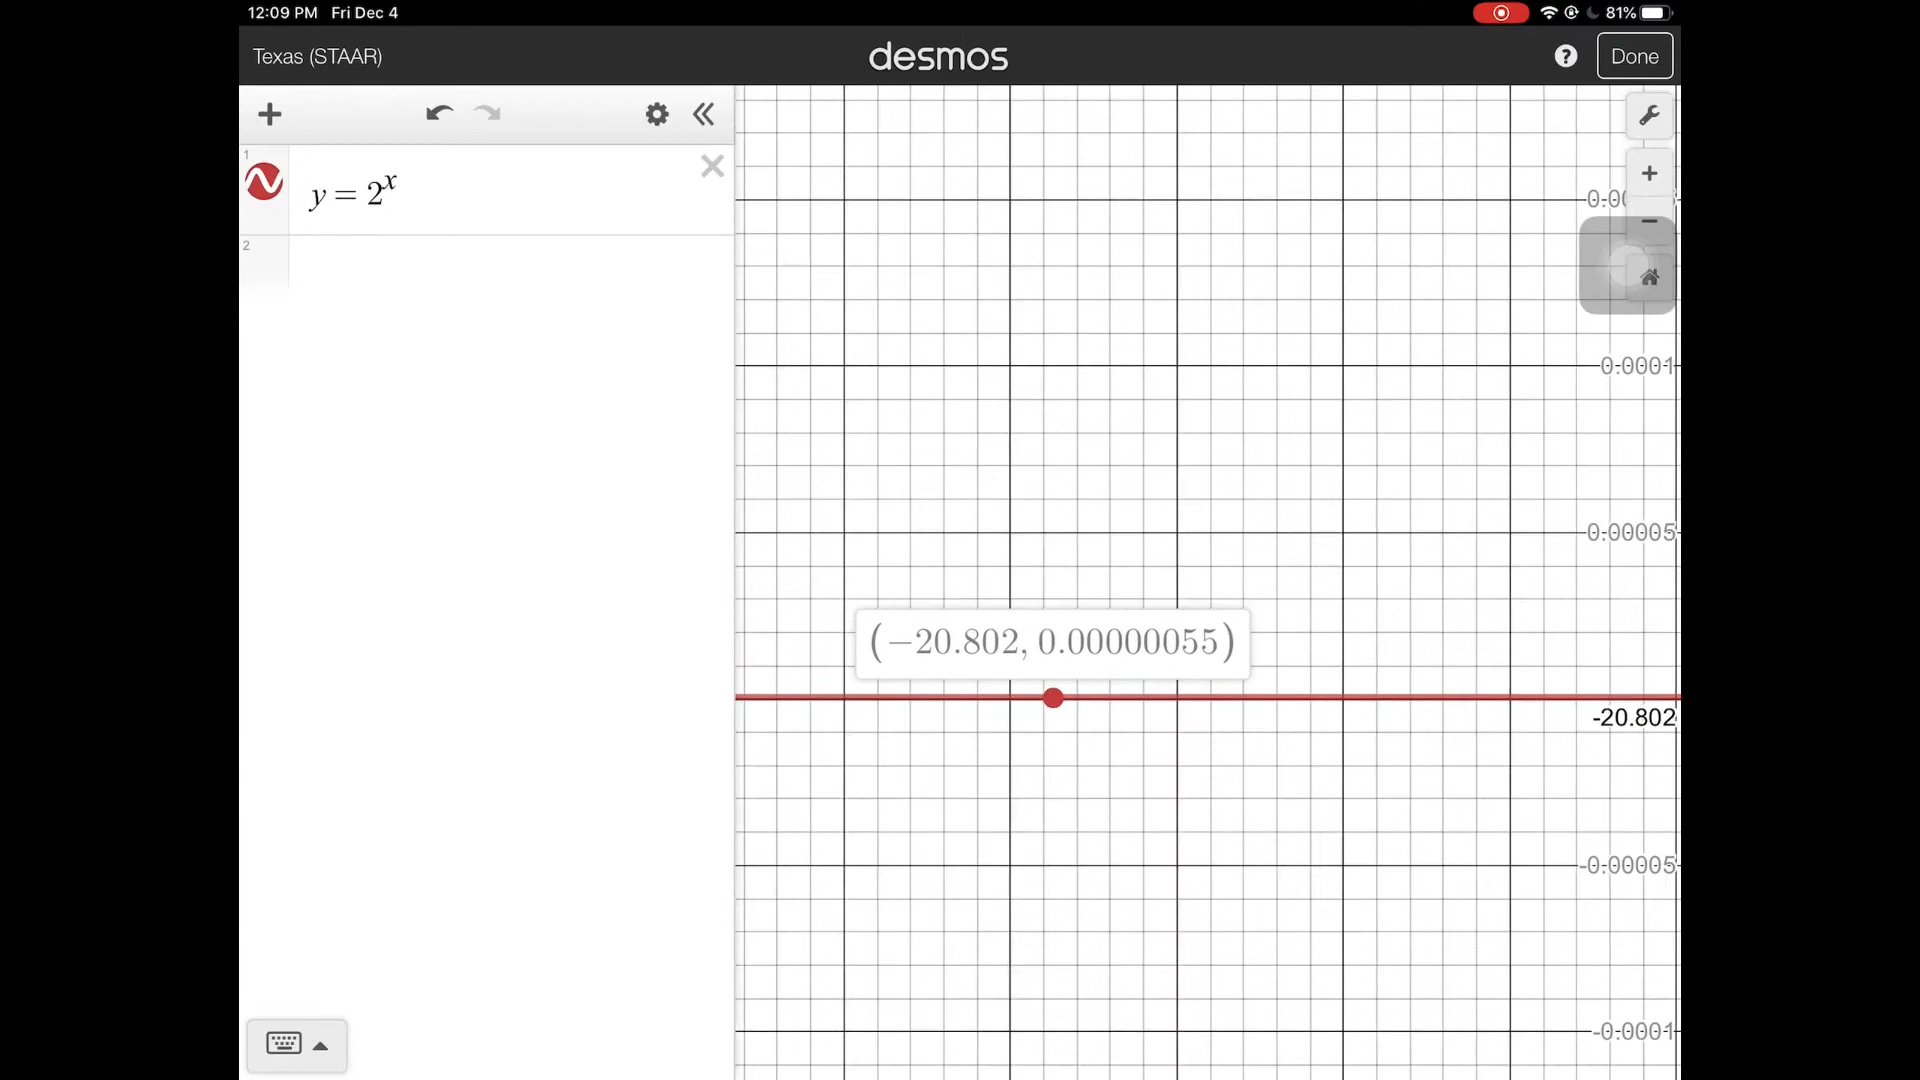 12:09 PM Fri Dec 4
81%
Texas (STAAR)
desmos
? Done
1
y = 2^x
2
0.0001
0.00005
(−20.802, 0.00000055)
-20.802
-0.00005
-0.0001